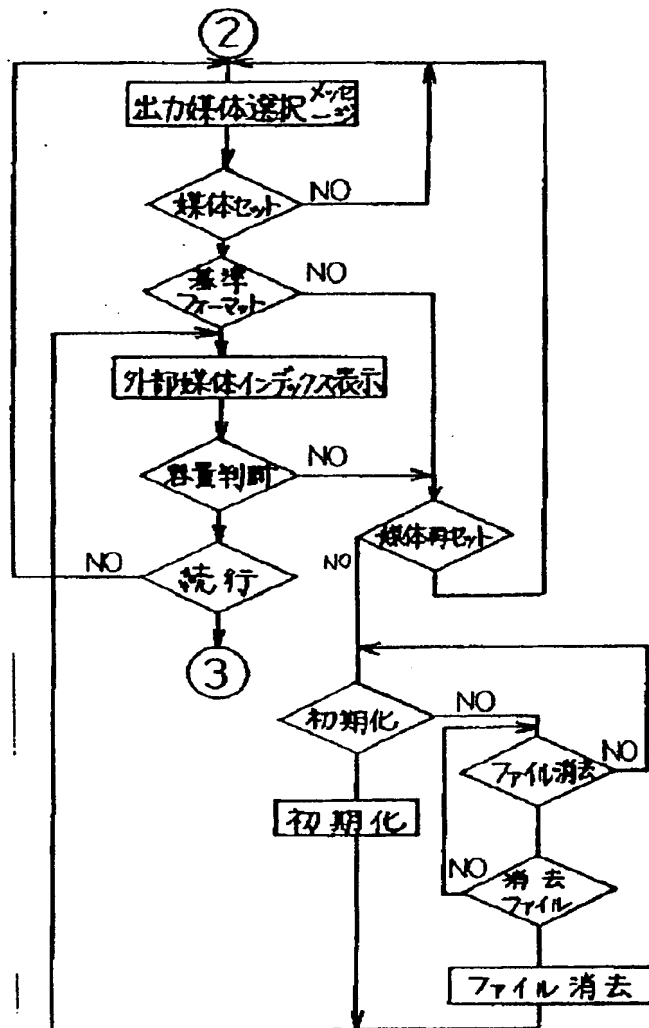 ②
出力媒体選択 メッセージ
媒体セット
NO
基準
フォーマット
NO
外部媒体インデックス表示
容量判断
NO
媒体再セット
NO
続行
NO
③
初期化
NO
ファイル消去
NO
初期化
消去
ファイル
NO
ファイル消去